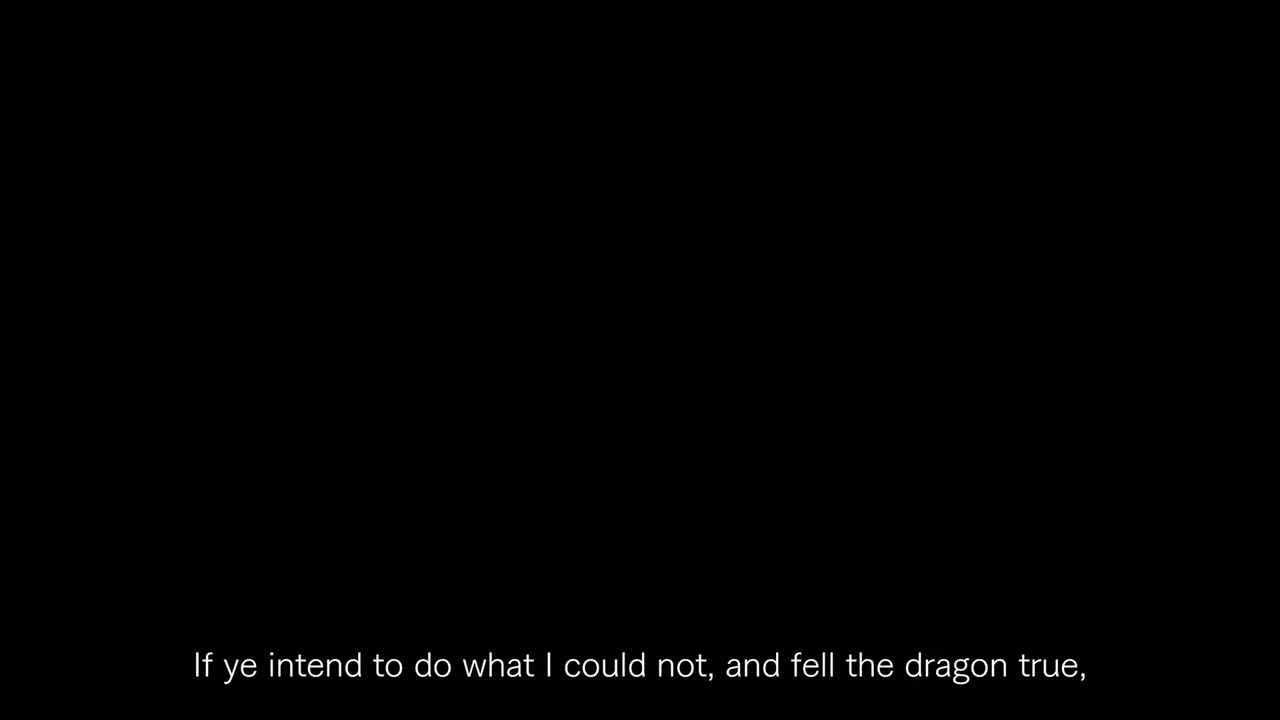 If ye intend to do what I could not, and fell the dragon true,